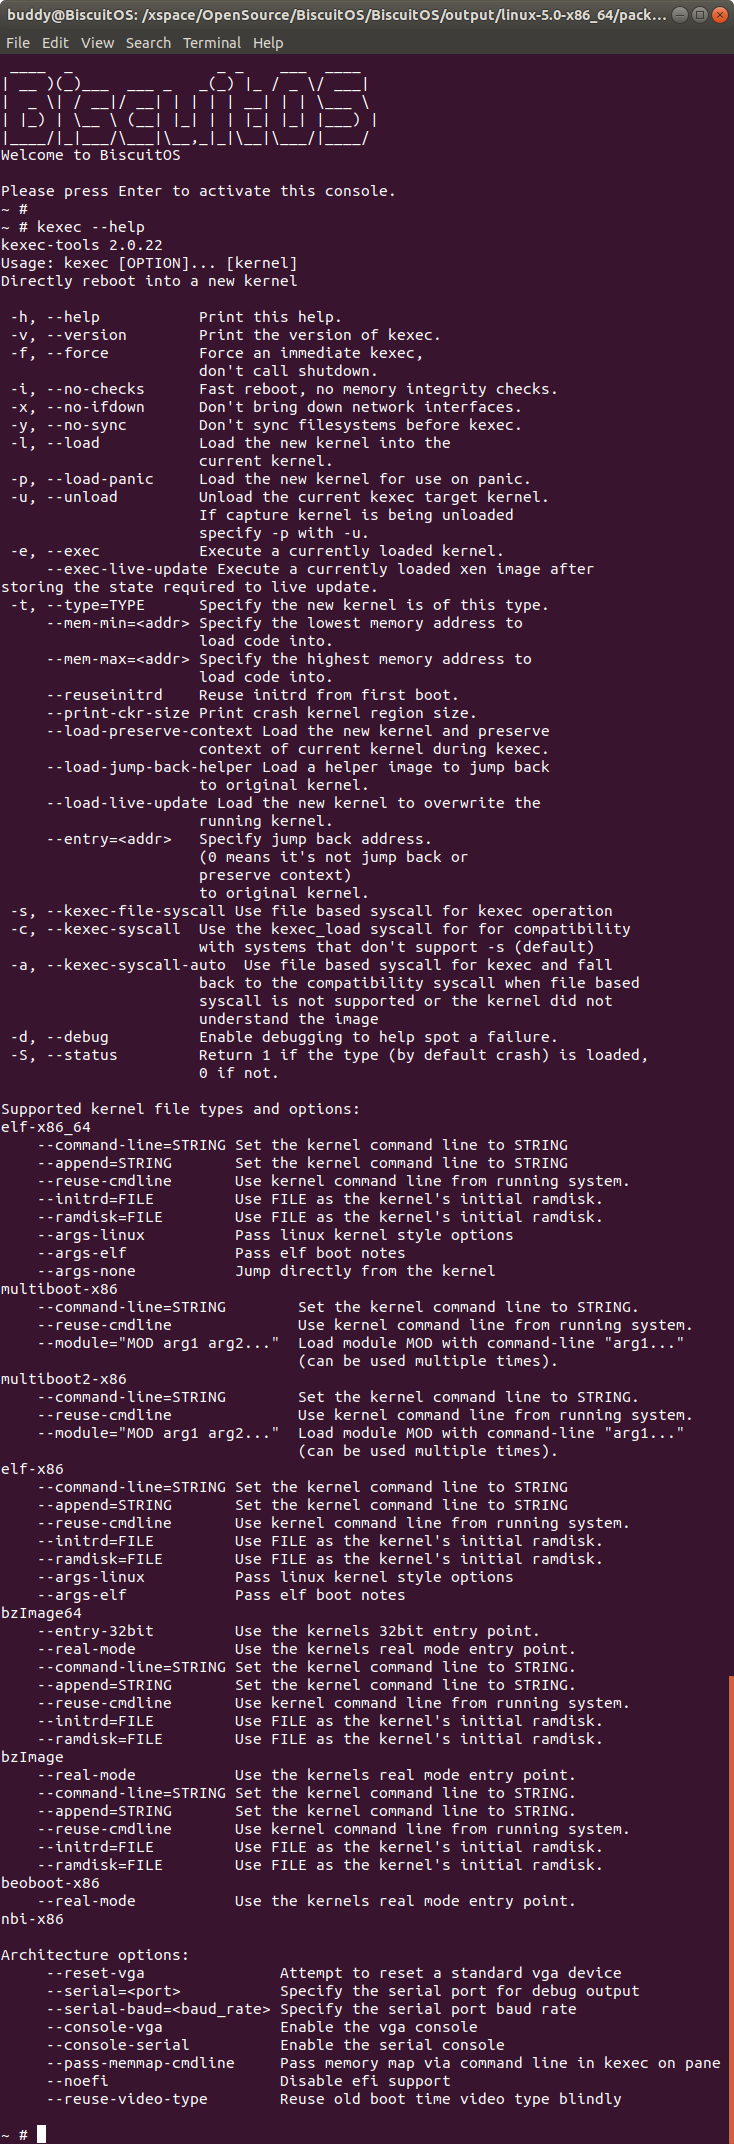 buddy@BiscuitOS: /xspace/OpenSource/BiscuitOS/BiscuitOS/output/linux-5.0-x86_64/pack...
File Edit View Search Terminal Help
 ____  _                _ _    ___  ____
| __ )(_)___  ___ _   _(_) |_ / _ \/ ___|
|  _ \| / __|/ __| | | | | __| | | \___ \
| |_) | \__ \ (__| |_| | | |_| |_| |___) |
|____/|_|___/\___|\__,_|_|\__|\___/|____/
Welcome to BiscuitOS
Please press Enter to activate this console.
~ #
~ # kexec --help
kexec-tools 2.0.22
Usage: kexec [OPTION]... [kernel]
Directly reboot into a new kernel
 -h, --help           Print this help.
 -v, --version        Print the version of kexec.
 -f, --force          Force an immediate kexec,
                      don't call shutdown.
 -i, --no-checks      Fast reboot, no memory integrity checks.
 -x, --no-ifdown      Don't bring down network interfaces.
 -y, --no-sync        Don't sync filesystems before kexec.
 -l, --load           Load the new kernel into the
                      current kernel.
 -p, --load-panic     Load the new kernel for use on panic.
 -u, --unload         Unload the current kexec target kernel.
                      If capture kernel is being unloaded
                      specify -p with -u.
 -e, --exec           Execute a currently loaded kernel.
     --exec-live-update Execute a currently loaded xen image after
storing the state required to live update.
 -t, --type=TYPE      Specify the new kernel is of this type.
     --mem-min=<addr> Specify the lowest memory address to
                      load code into.
     --mem-max=<addr> Specify the highest memory address to
                      load code into.
     --reuseinitrd    Reuse initrd from first boot.
     --print-ckr-size Print crash kernel region size.
     --load-preserve-context Load the new kernel and preserve
                      context of current kernel during kexec.
     --load-jump-back-helper Load a helper image to jump back
                      to original kernel.
     --load-live-update Load the new kernel to overwrite the
                      running kernel.
     --entry=<addr>   Specify jump back address.
                      (0 means it's not jump back or
                      preserve context)
                      to original kernel.
 -s, --kexec-file-syscall Use file based syscall for kexec operation
 -c, --kexec-syscall  Use the kexec_load syscall for for compatibility
                      with systems that don't support -s (default)
 -a, --kexec-syscall-auto  Use file based syscall for kexec and fall
                      back to the compatibility syscall when file based
                      syscall is not supported or the kernel did not
                      understand the image
 -d, --debug          Enable debugging to help spot a failure.
 -S, --status         Return 1 if the type (by default crash) is loaded,
                      0 if not.
Supported kernel file types and options:
elf-x86_64
    --command-line=STRING Set the kernel command line to STRING
    --append=STRING       Set the kernel command line to STRING
    --reuse-cmdline       Use kernel command line from running system.
    --initrd=FILE         Use FILE as the kernel's initial ramdisk.
    --ramdisk=FILE        Use FILE as the kernel's initial ramdisk.
    --args-linux          Pass linux kernel style options
    --args-elf            Pass elf boot notes
    --args-none           Jump directly from the kernel
multiboot-x86
    --command-line=STRING        Set the kernel command line to STRING.
    --reuse-cmdline              Use kernel command line from running system.
    --module="MOD arg1 arg2..."  Load module MOD with command-line "arg1..."
                                 (can be used multiple times).
multiboot2-x86
    --command-line=STRING        Set the kernel command line to STRING.
    --reuse-cmdline              Use kernel command line from running system.
    --module="MOD arg1 arg2..."  Load module MOD with command-line "arg1..."
                                 (can be used multiple times).
elf-x86
    --command-line=STRING Set the kernel command line to STRING
    --append=STRING       Set the kernel command line to STRING
    --reuse-cmdline       Use kernel command line from running system.
    --initrd=FILE         Use FILE as the kernel's initial ramdisk.
    --ramdisk=FILE        Use FILE as the kernel's initial ramdisk.
    --args-linux          Pass linux kernel style options
    --args-elf            Pass elf boot notes
bzImage64
    --entry-32bit         Use the kernels 32bit entry point.
    --real-mode           Use the kernels real mode entry point.
    --command-line=STRING Set the kernel command line to STRING.
    --append=STRING       Set the kernel command line to STRING.
    --reuse-cmdline       Use kernel command line from running system.
    --initrd=FILE         Use FILE as the kernel's initial ramdisk.
    --ramdisk=FILE        Use FILE as the kernel's initial ramdisk.
bzImage
    --real-mode           Use the kernels real mode entry point.
    --command-line=STRING Set the kernel command line to STRING.
    --append=STRING       Set the kernel command line to STRING.
    --reuse-cmdline       Use kernel command line from running system.
    --initrd=FILE         Use FILE as the kernel's initial ramdisk.
    --ramdisk=FILE        Use FILE as the kernel's initial ramdisk.
beoboot-x86
    --real-mode           Use the kernels real mode entry point.
nbi-x86
Architecture options:
     --reset-vga               Attempt to reset a standard vga device
     --serial=<port>           Specify the serial port for debug output
     --serial-baud=<baud_rate> Specify the serial port baud rate
     --console-vga             Enable the vga console
     --console-serial          Enable the serial console
     --pass-memmap-cmdline     Pass memory map via command line in kexec on pane
     --noefi                   Disable efi support
     --reuse-video-type        Reuse old boot time video type blindly
~ #